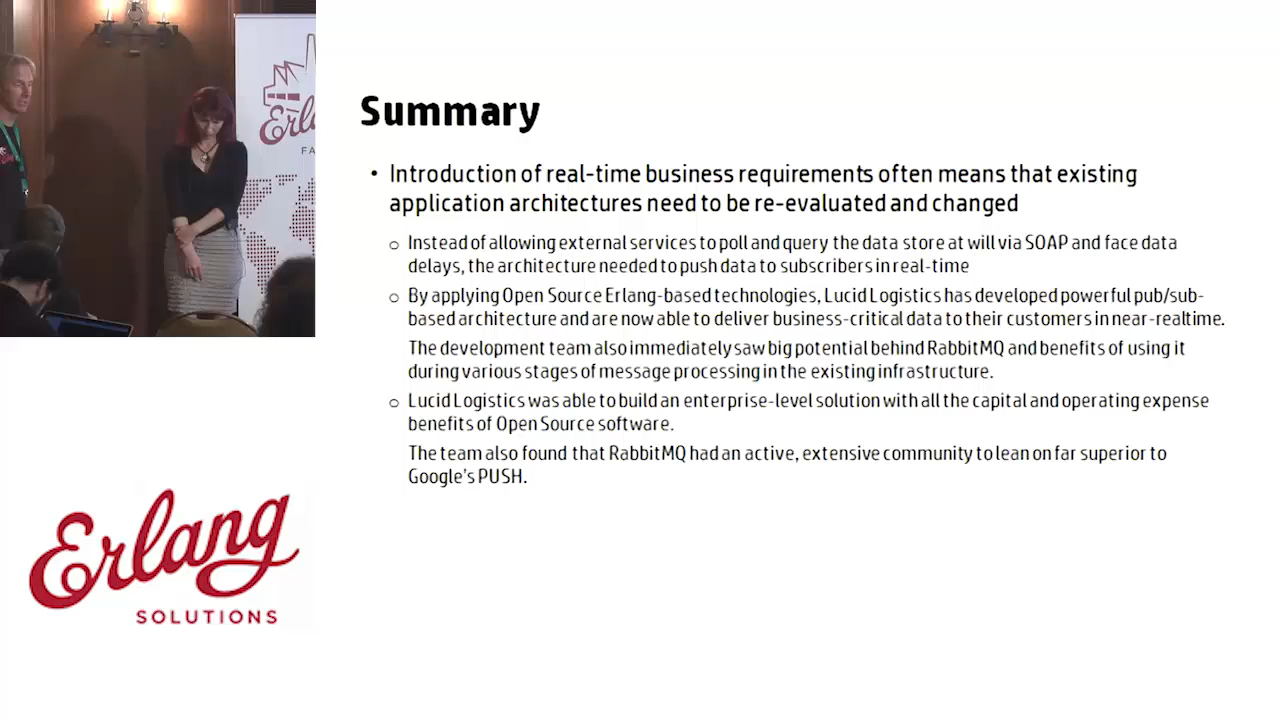 Erla
FA
Summary
• Introduction of real-time business requirements often means that existing
application architectures need to be re-evaluated and changed
o Instead of allowing external services to poll and query the data store at will via SOAP and face data
delays, the architecture needed to push data to subscribers in real-time
o By applying Open Source Erlang-based technologies, Lucid Logistics has developed powerful pub/sub-
based architecture and are now able to deliver business-critical data to their customers in near-realtime.
The development team also immediately saw big potential behind RabbitMQ and benefits of using it
during various stages of message processing in the existing infrastructure.
o Lucid Logistics was able to build an enterprise-level solution with all the capital and operating expense
benefits of Open Source software.
The team also found that RabbitMQ had an active, extensive community to lean on far superior to
Google's PUSH.
Erlang
SOLUTIONS